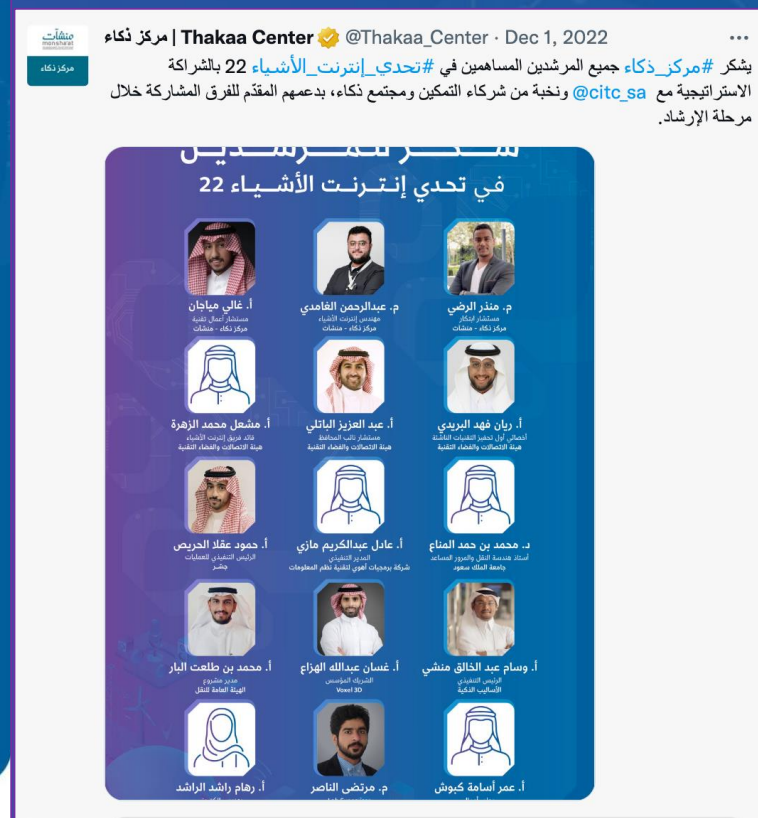 منشآت
monsha'at
مركز ذكاء
مركز ذكاء | Thakaa Center @Thakaa_Center · Dec 1, 2022
يشكر #مركز_ذكاء جميع المرشدين المساهمين في #تحدي_إنترنت_الأشياء 22 بالشراكة
الاستراتيجية مع @citc_sa ونخبة من شركاء التمكين ومجتمع ذكاء، بدعمهم المقدّم للفرق المشاركة خلال
مرحلة الإرشاد.
في تحدي إنـتـرنـت الأشـــيـاء 22
م. منذر الرضي
مستشار ابتكار
مركز ذكاء - منشآت
م. عبدالرحمن الغامدي
مهندس إنترنت الأشياء
مركز ذكاء - منشآت
أ. غالي مياجان
مستشار أعمال تقنية
مركز ذكاء - منشآت
أ. ريان فهد البريدي
أخصائي أول تحفيز التقنيات الناشئة
هيئة الاتصالات والفضاء التقنية
أ. عبد العزيز الباتلي
مستشار نائب المحافظ
هيئة الاتصالات والفضاء التقنية
أ. مشعل محمد الزهرة
قائد فريق إنترنت الأشياء
هيئة الاتصالات والفضاء التقنية
د. محمد بن حمد المناع
أستاذ هندسة النقل والمرور المساعد
جامعة الملك سعود
أ. عادل عبدالكريم مازي
المدير التنفيذي
شركة برمجيات أهوي لتقنية نظم المعلومات
أ. حمود عقلا الحريص
الرئيس التنفيذي للعمليات
جسْر
أ. وسام عبد الخالق منشي
الرئيس التنفيذي
الأساليب الذكية
أ. غسان عبدالله الهزاع
الشريك المؤسس
Voxel 3D
أ. محمد بن طلعت البار
مدير مشروع
الهيئة العامة للنقل
أ. عمر أسامة كبوش
م. مرتضى الناصر
أ. رهام راشد الراشد